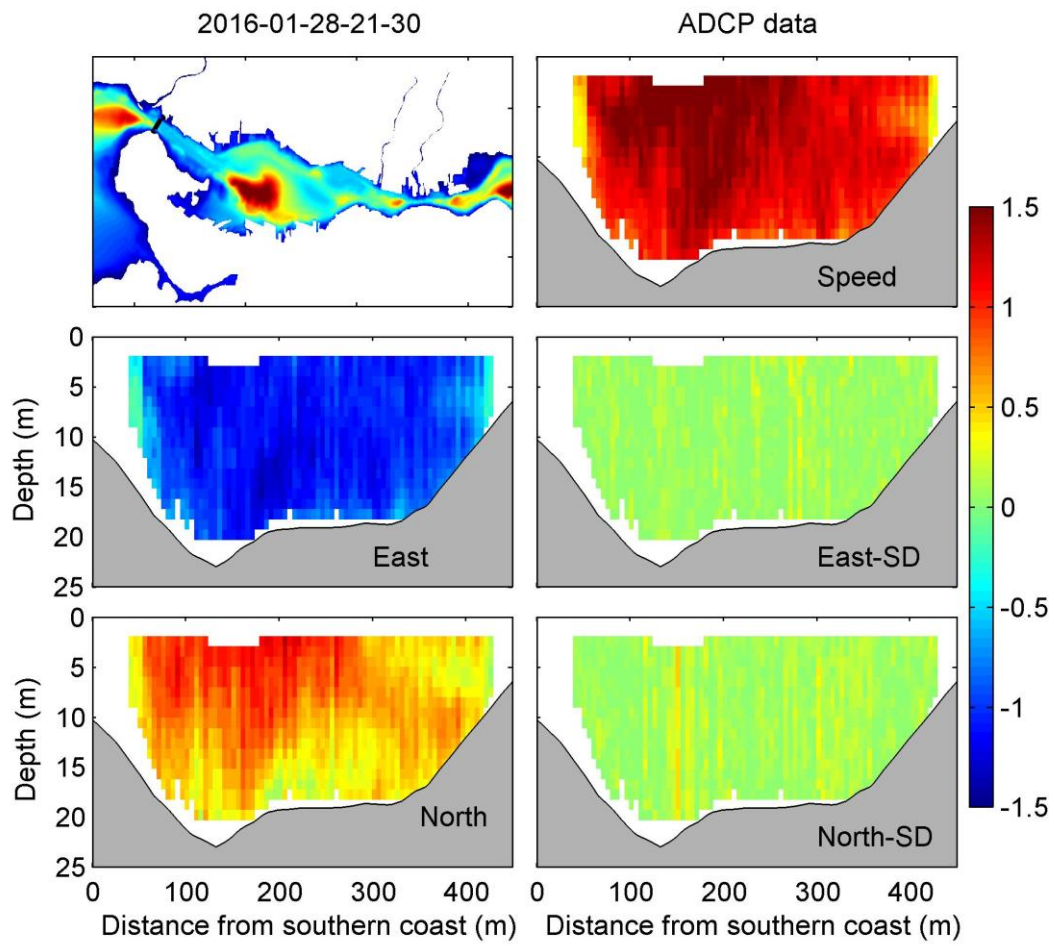 2016-01-28-21-30
ADCP data
Speed
1.5
1
0.5
0
-0.5
-1
-1.5
0
5
10
15
20
25
Depth (m)
East
East-SD
0
5
10
15
20
25
Depth (m)
North
North-SD
0 100 200 300 400
0 100 200 300 400
Distance from southern coast (m)
Distance from southern coast (m)